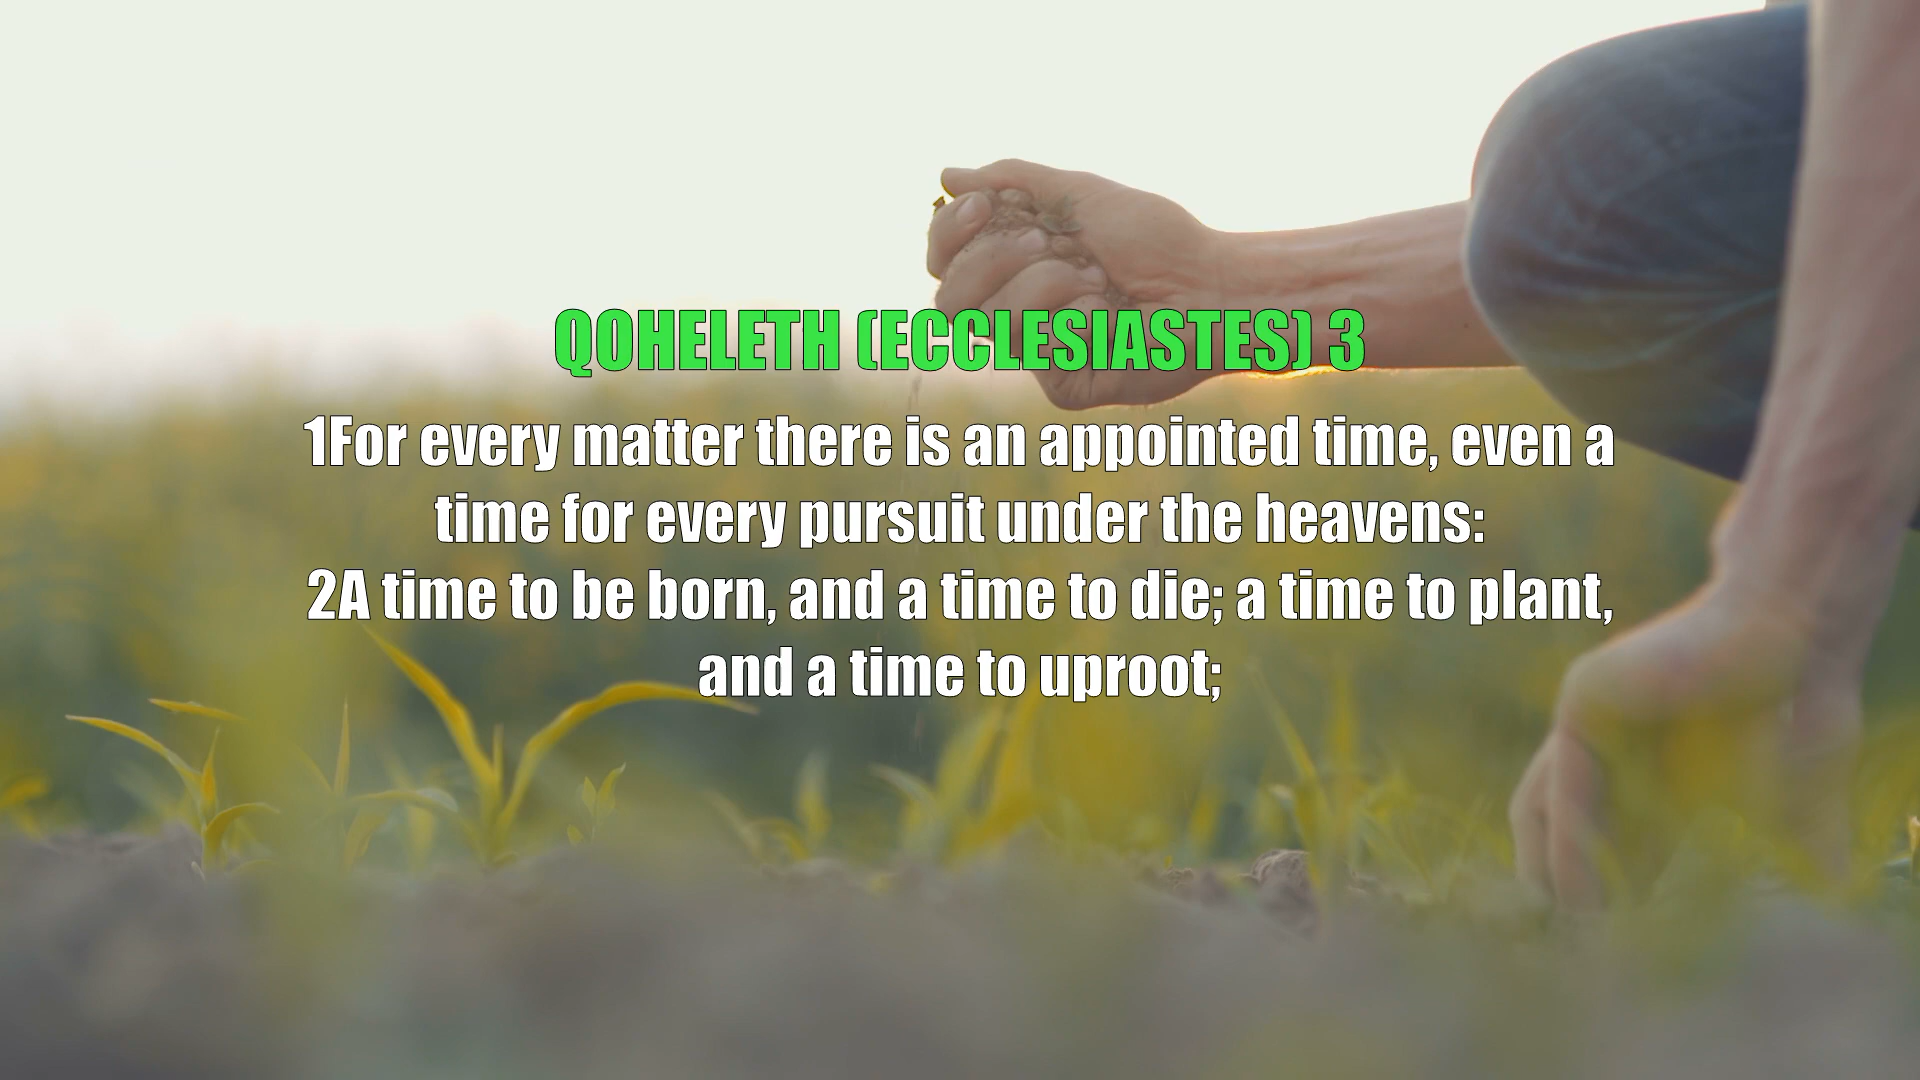 QOHELETH (ECCLESIASTES) 3
1For every matter there is an appointed time, even a
time for every pursuit under the heavens:
2A time to be born, and a time to die; a time to plant,
and a time to uproot;